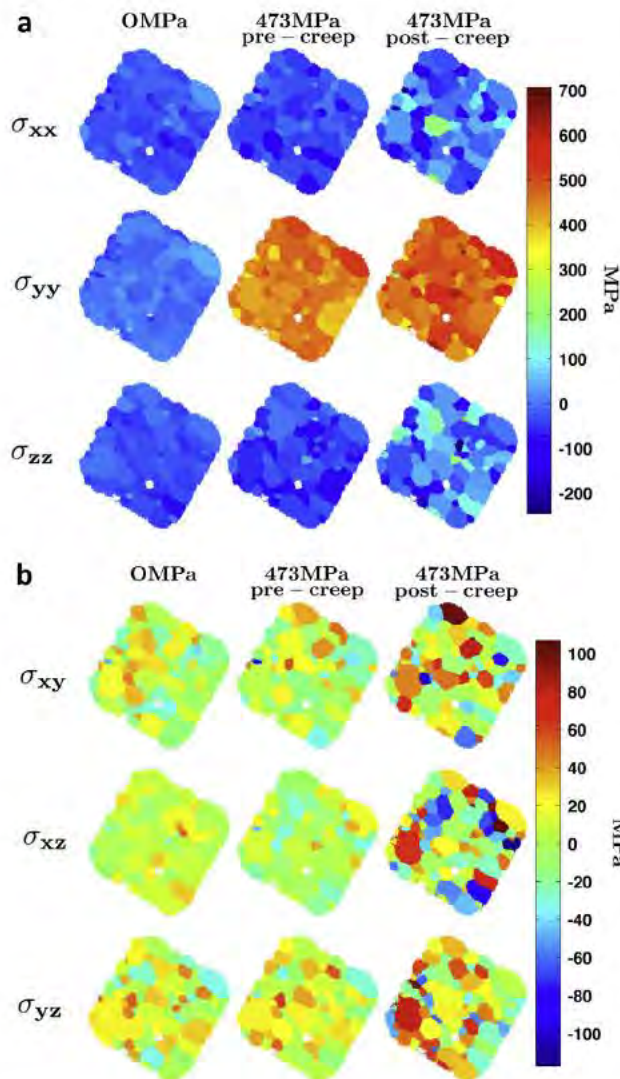 a
OMPa 473MPa 473MPa
pre – creep post – creep
σxx
σyy
σzz
700
600
500
400
300
200
100
0
-100
-200
MPa
b
OMPa 473MPa 473MPa
pre – creep post – creep
σxy
σxz
σyz
100
80
60
40
20
0
-20
-40
-60
-80
-100
MPa